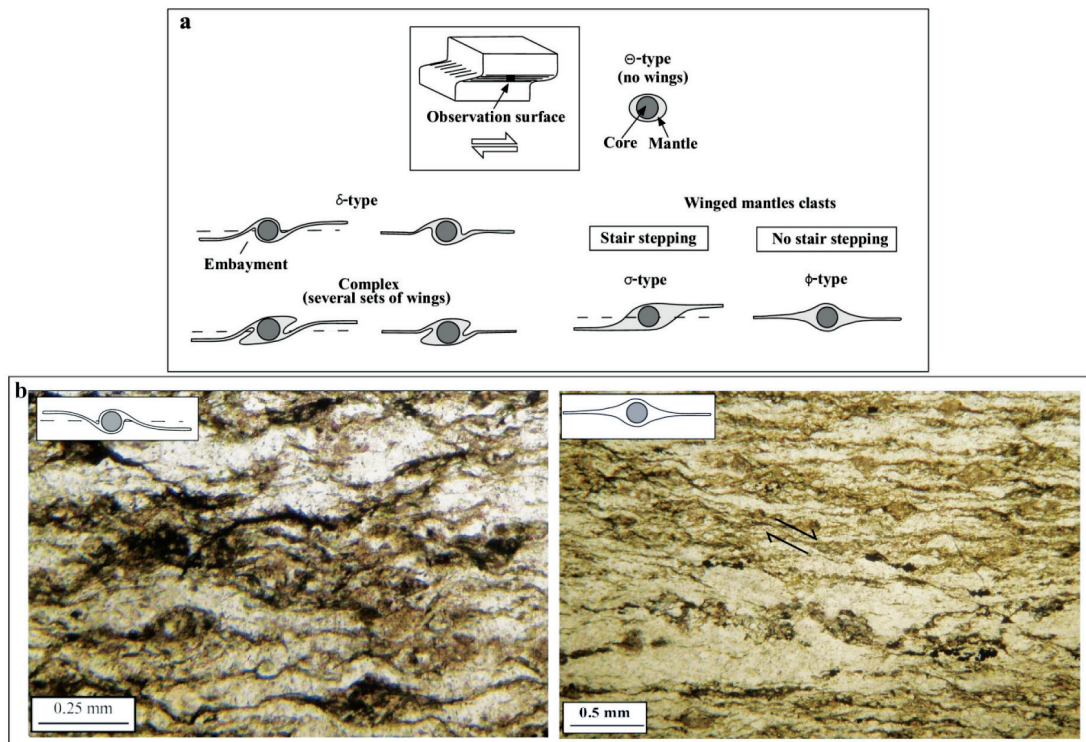 a
Observation surface
Θ-type
(no wings)
Core
Mantle
δ-type
Embayment
Complex
(several sets of wings)
Winged mantles clasts
Stair stepping
No stair stepping
σ-type
ϕ-type
b
0.25 mm
0.5 mm